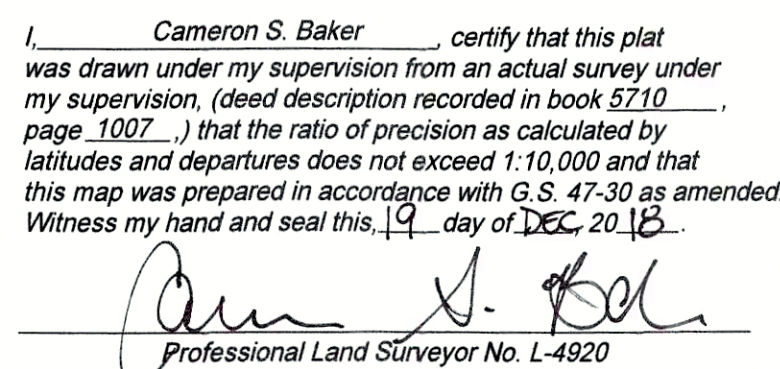 I, Cameron S. Baker, certify that this plat
was drawn under my supervision from an actual survey under
my supervision, (deed description recorded in book 5710,
page 1007,) that the ratio of precision as calculated by
latitudes and departures does not exceed 1:10,000 and that
this map was prepared in accordance with G.S. 47-30 as amended.
Witness my hand and seal this, 19 day of DEC, 2018.
Professional Land Surveyor No. L-4920